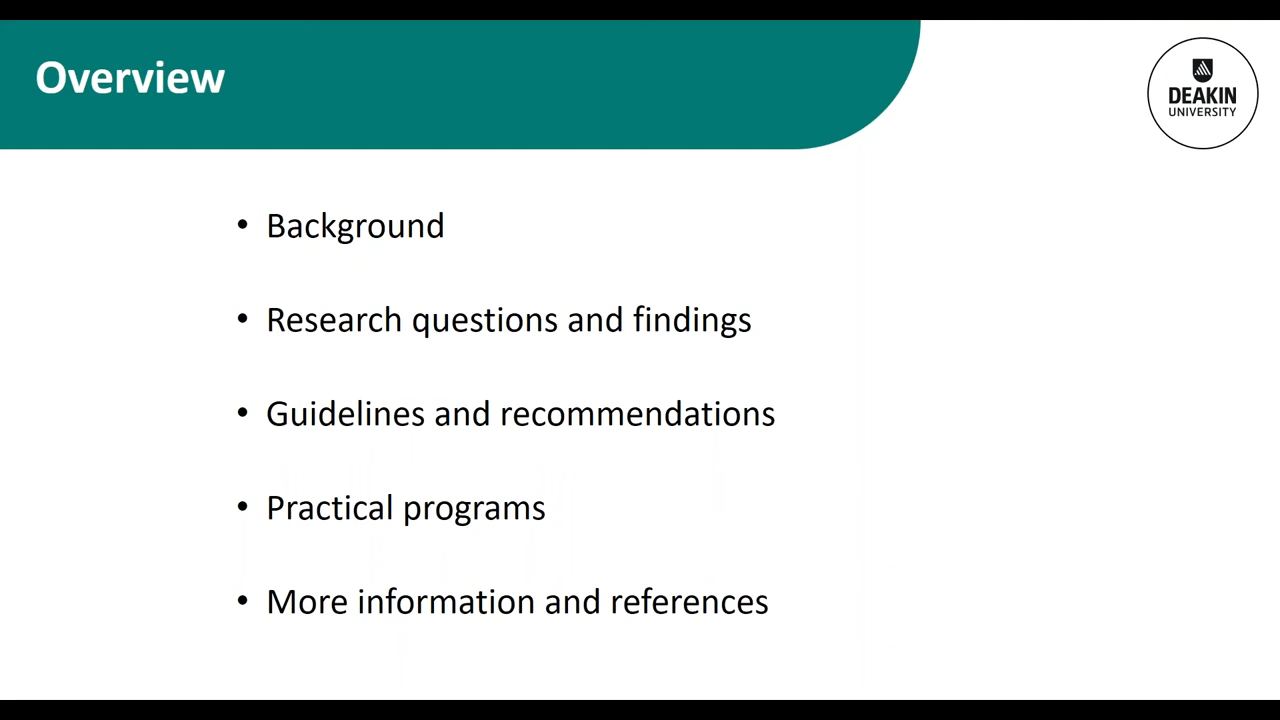 Overview
DEAKIN
UNIVERSITY
• Background
• Research questions and findings
• Guidelines and recommendations
• Practical programs
• More information and references